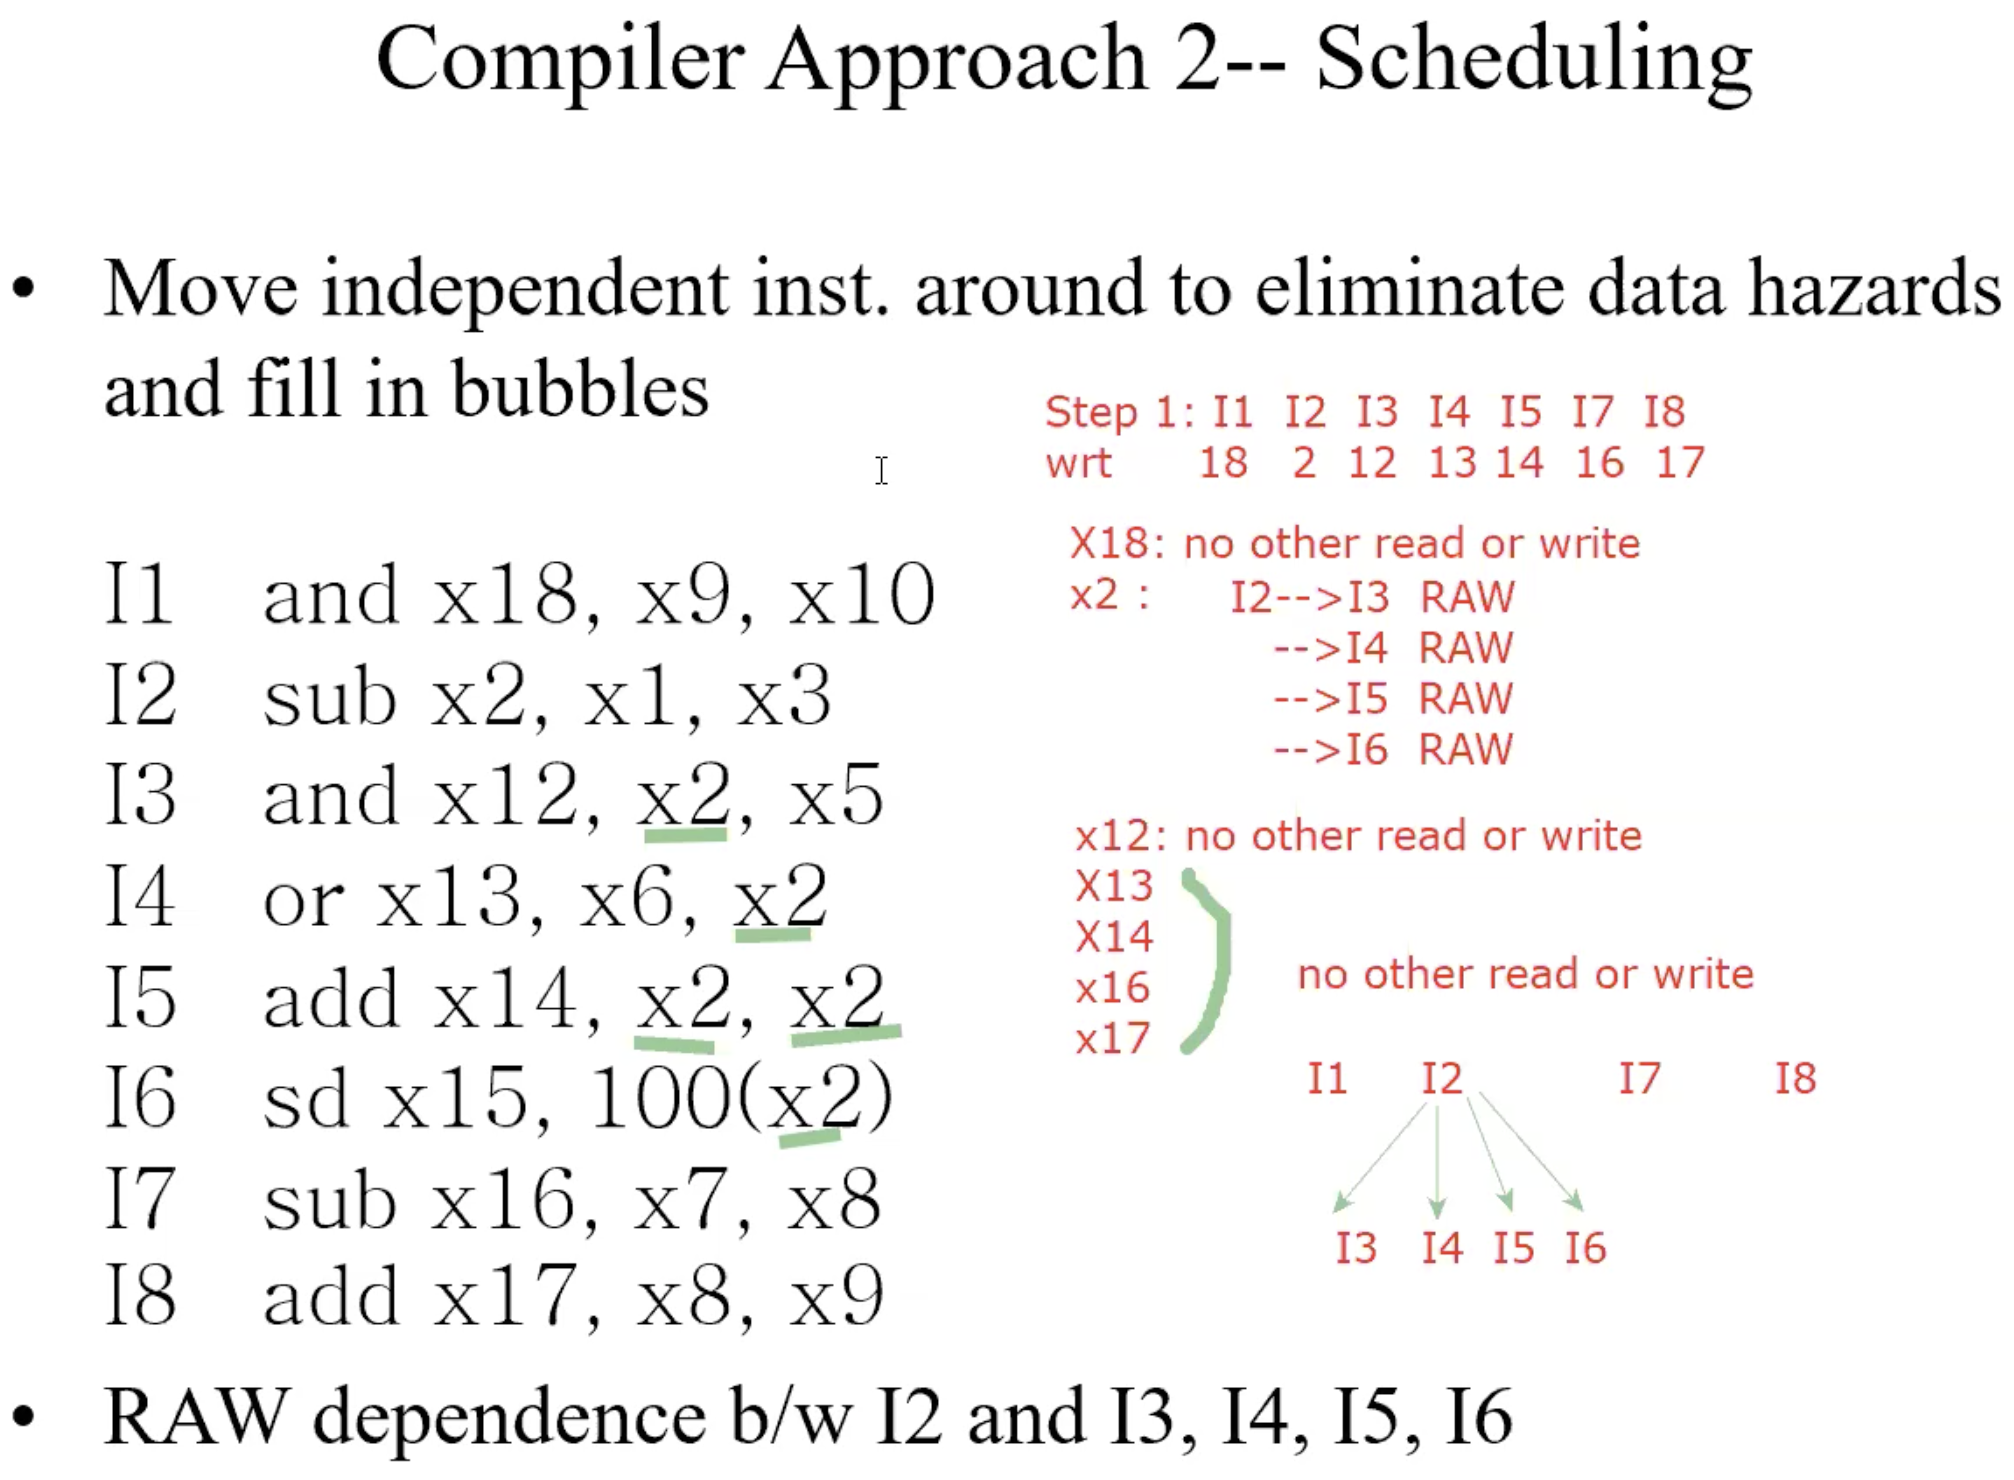 Compiler Approach 2-- Scheduling
• Move independent inst. around to eliminate data hazards
and fill in bubbles
Step 1: I1 I2 I3 I4 I5 I7 I8
wrt 18 2 12 13 14 16 17
X18: no other read or write
x2 : I2-->I3 RAW
-->I4 RAW
-->I5 RAW
-->I6 RAW
x12: no other read or write
X13
X14
x16
x17
no other read or write
I1 I2 I7 I8
I3 I4 I5 I6
I1 and x18, x9, x10
I2 sub x2, x1, x3
I3 and x12, x2, x5
I4 or x13, x6, x2
I5 add x14, x2, x2
I6 sd x15, 100(x2)
I7 sub x16, x7, x8
I8 add x17, x8, x9
• RAW dependence b/w I2 and I3, I4, I5, I6